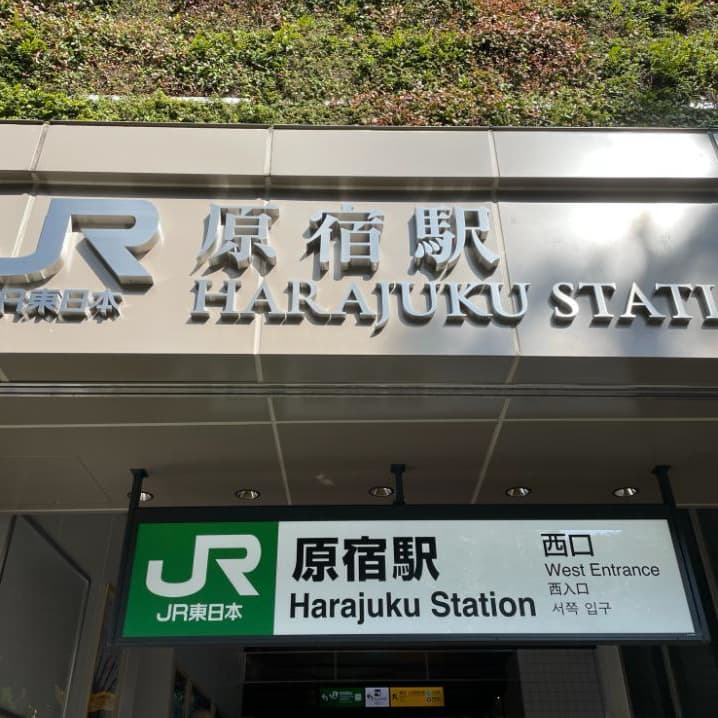 JR 原宿駅
JR東日本 HARAJUKU STATI
JR 原宿駅 西口
West Entrance
JR東日本 Harajuku Station 西入口
서쪽 입구